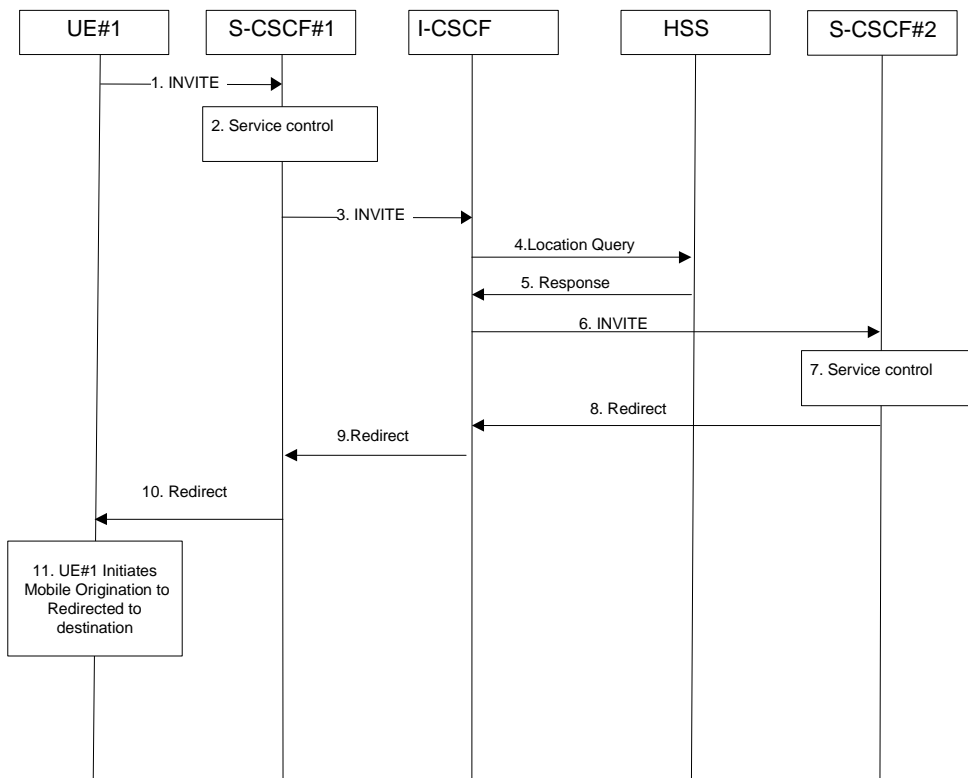 UE#1
S-CSCF#1
I-CSCF
HSS
S-CSCF#2
1. INVITE
2. Service control
3. INVITE
4.Location Query
5. Response
6. INVITE
7. Service control
8. Redirect
9.Redirect
10. Redirect
11. UE#1 Initiates
Mobile Origination to
Redirected to
destination